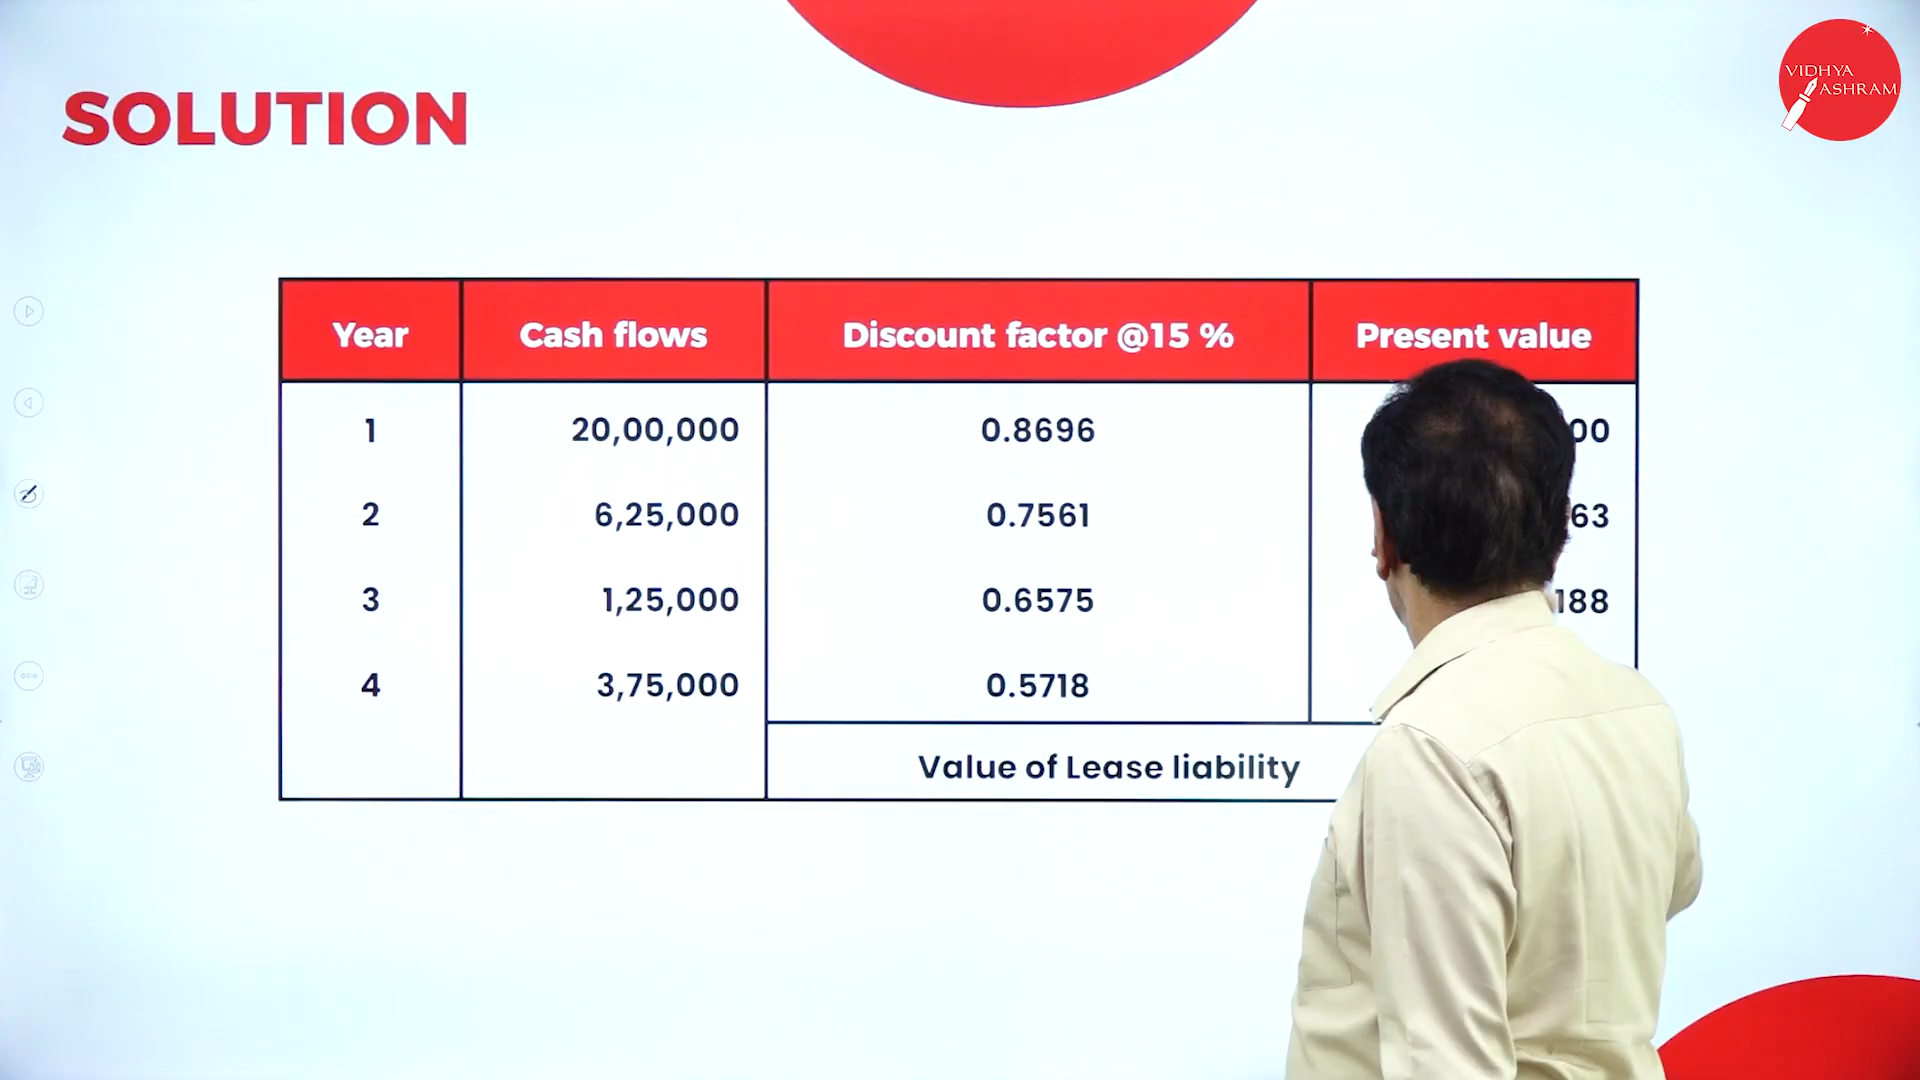 VIDHYA
ASHRAM
SOLUTION
Year Cash flows Discount factor @15 % Present value
1 20,00,000 0.8696 00
2 6,25,000 0.7561 63
3 1,25,000 0.6575 188
4 3,75,000 0.5718
Value of Lease liability